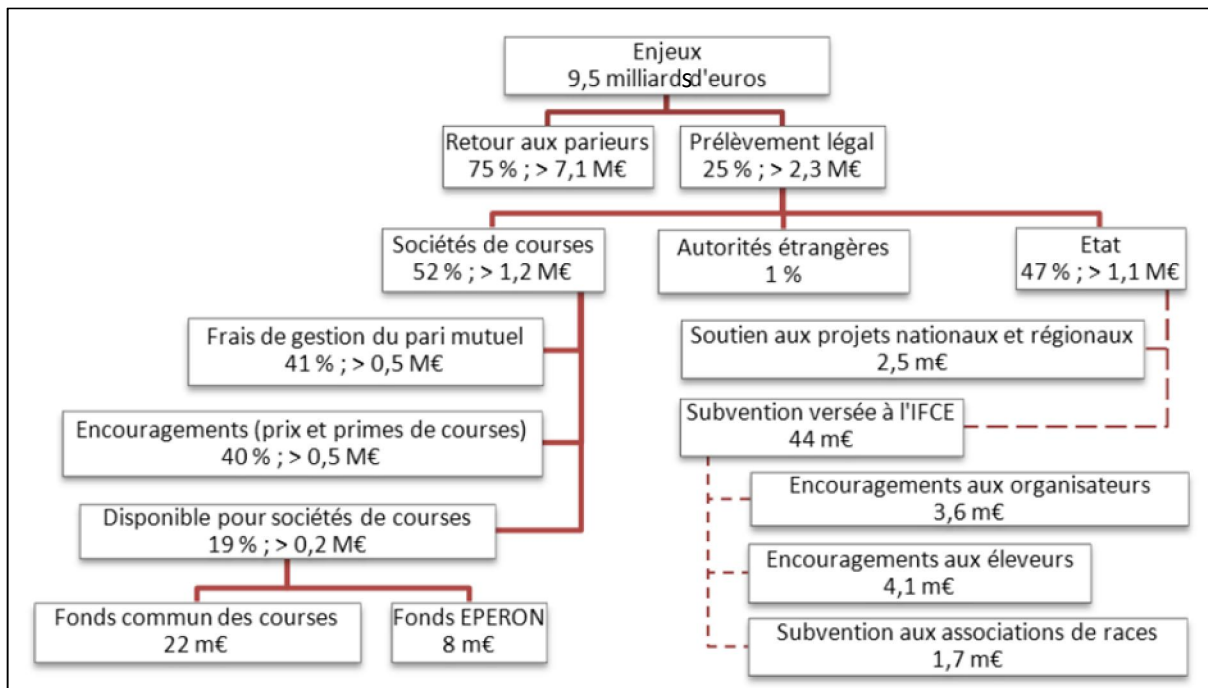 Enjeux
9,5 milliards d'euros
Retour aux parieurs
75 % ; > 7,1 M€
Prélèvement légal
25 % ; > 2,3 M€
Sociétés de courses
52 % ; > 1,2 M€
Autorités étrangères
1 %
Etat
47 % ; > 1,1 M€
Frais de gestion du pari mutuel
41 % ; > 0,5 M€
Soutien aux projets nationaux et régionaux
2,5 m€
Encouragements (prix et primes de courses)
40 % ; > 0,5 M€
Subvention versée à l'IFCE
44 m€
Disponible pour sociétés de courses
19 % ; > 0,2 M€
Encouragements aux organisateurs
3,6 m€
Encouragements aux éleveurs
4,1 m€
Fonds commun des courses
22 m€
Fonds EPERON
8 m€
Subvention aux associations de races
1,7 m€